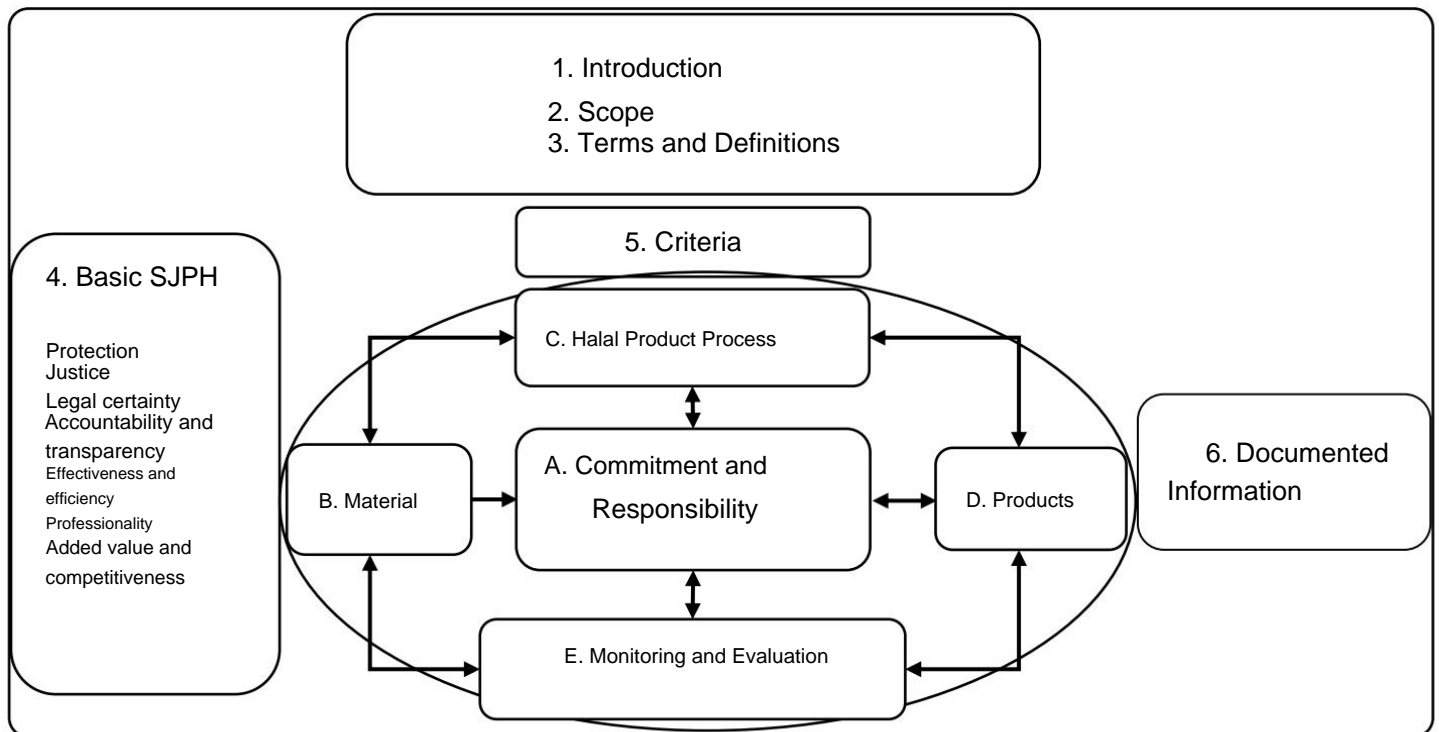 1. Introduction
2. Scope
3. Terms and Definitions
4. Basic SJPH
Protection
Justice
Legal certainty
Accountability and
transparency
Effectiveness and
efficiency
Professionality
Added value and
competitiveness
5. Criteria
C. Halal Product Process
B. Material
A. Commitment and
Responsibility
D. Products
E. Monitoring and Evaluation
6. Documented
Information